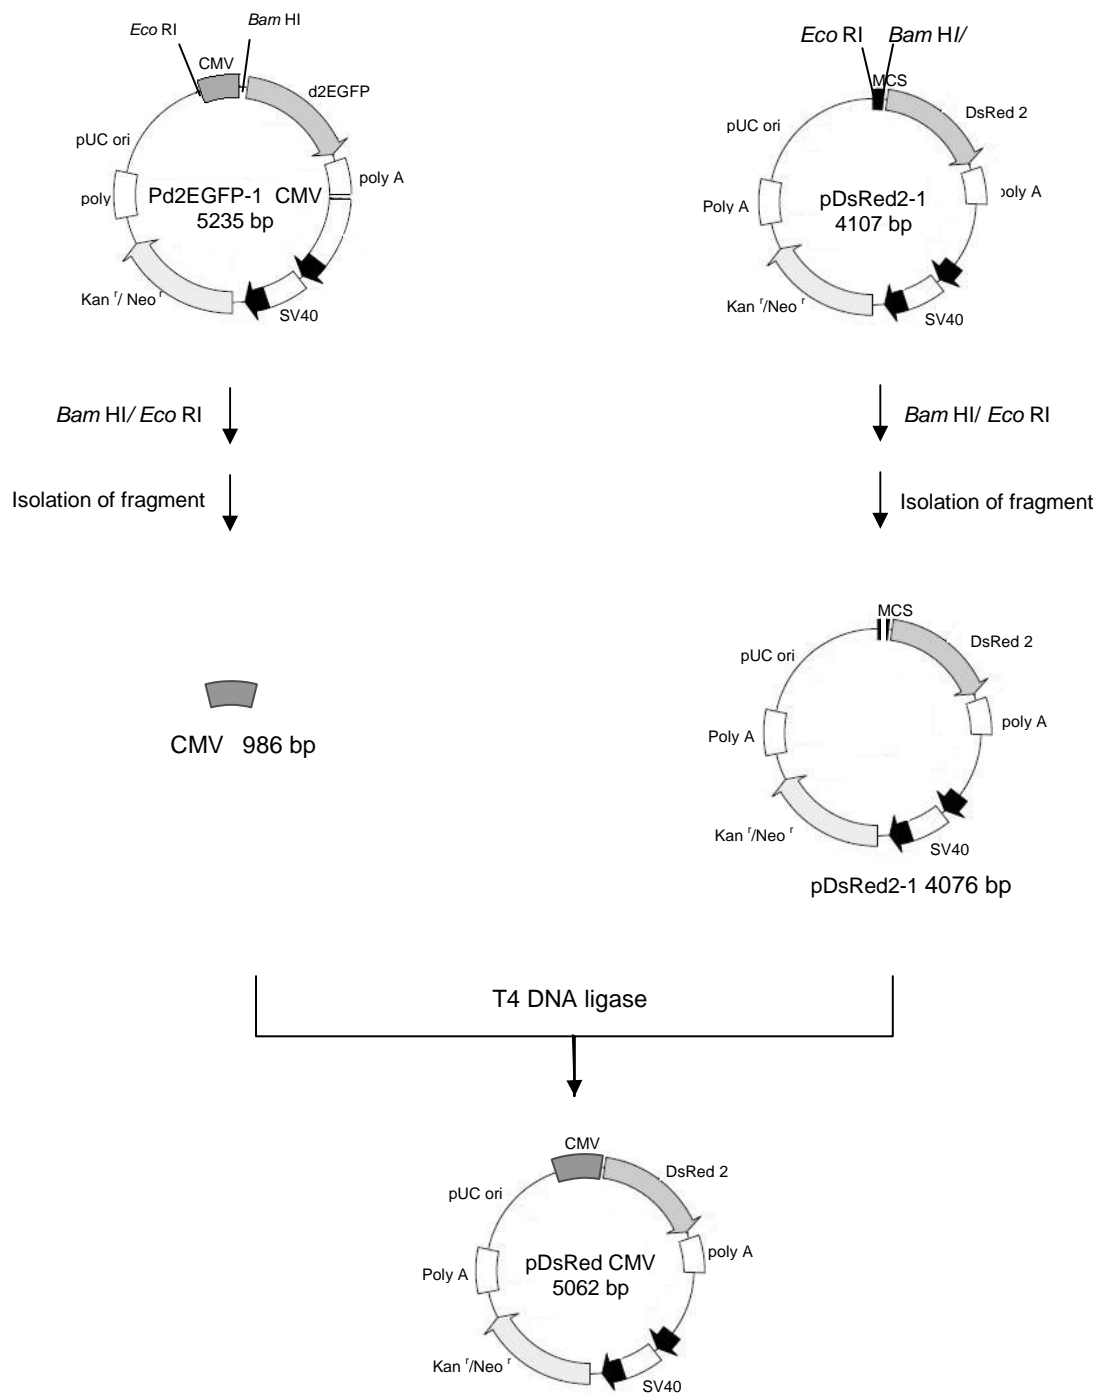 Eco RI
Bam HI
CMV
d2EGFP
pUC ori
poly A
poly
Pd2EGFP-1 CMV
5235 bp
Kan r/ Neo r
SV40
Eco RI
Bam HI/
MCS
DsRed 2
pUC ori
Poly A
poly A
pDsRed2-1
4107 bp
Kan r/Neo r
SV40
Bam HI/ Eco RI
Bam HI/ Eco RI
Isolation of fragment
Isolation of fragment
CMV 986 bp
MCS
DsRed 2
pUC ori
Poly A
poly A
Kan r/Neo r
SV40
pDsRed2-1 4076 bp
T4 DNA ligase
CMV
DsRed 2
pUC ori
Poly A
poly A
pDsRed CMV
5062 bp
Kan r/Neo r
SV40